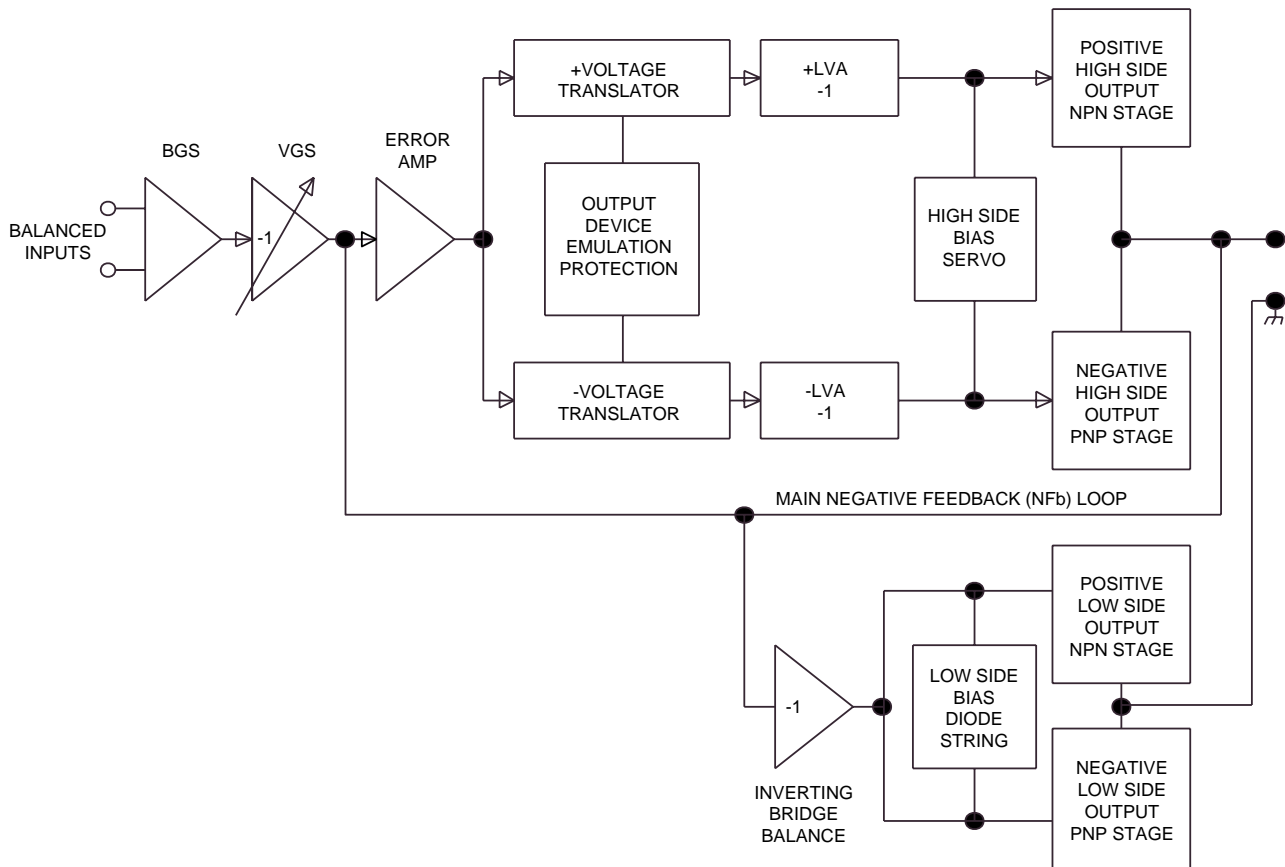 BALANCED
INPUTS
BGS
VGS
-1
ERROR
AMP
+VOLTAGE
TRANSLATOR
OUTPUT
DEVICE
EMULATION
PROTECTION
-VOLTAGE
TRANSLATOR
+LVA
-1
-LVA
-1
HIGH SIDE
BIAS
SERVO
POSITIVE
HIGH SIDE
OUTPUT
NPN STAGE
NEGATIVE
HIGH SIDE
OUTPUT
PNP STAGE
MAIN NEGATIVE FEEDBACK (NFb) LOOP
-1
INVERTING
BRIDGE
BALANCE
LOW SIDE
BIAS
DIODE
STRING
POSITIVE
LOW SIDE
OUTPUT
NPN STAGE
NEGATIVE
LOW SIDE
OUTPUT
PNP STAGE